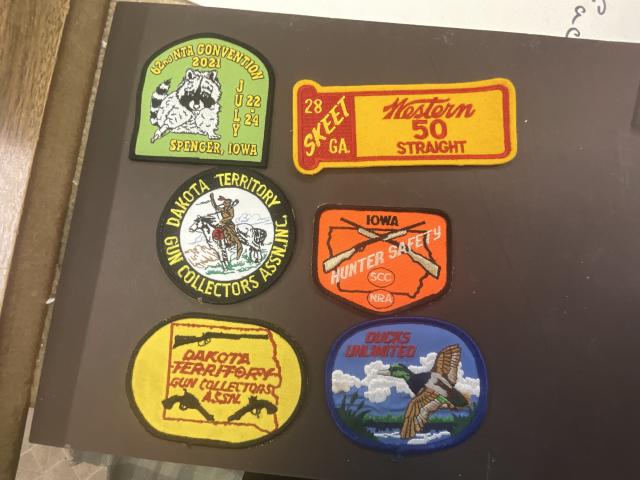 62ND NTA CONVENTION
2021
JULY
22
-
24
SPENGER, IOWA
28
SKEET
GA.
Western
50
STRAIGHT
DAKOTA TERRITORY
GUN COLLECTORS ASSN. INC.
IOWA
HUNTER SAFETY
SCC
NRA
DAKOTA
TERRITORY
GUN COLLECTORS
ASSN.
DUCKS
UNLIMITED